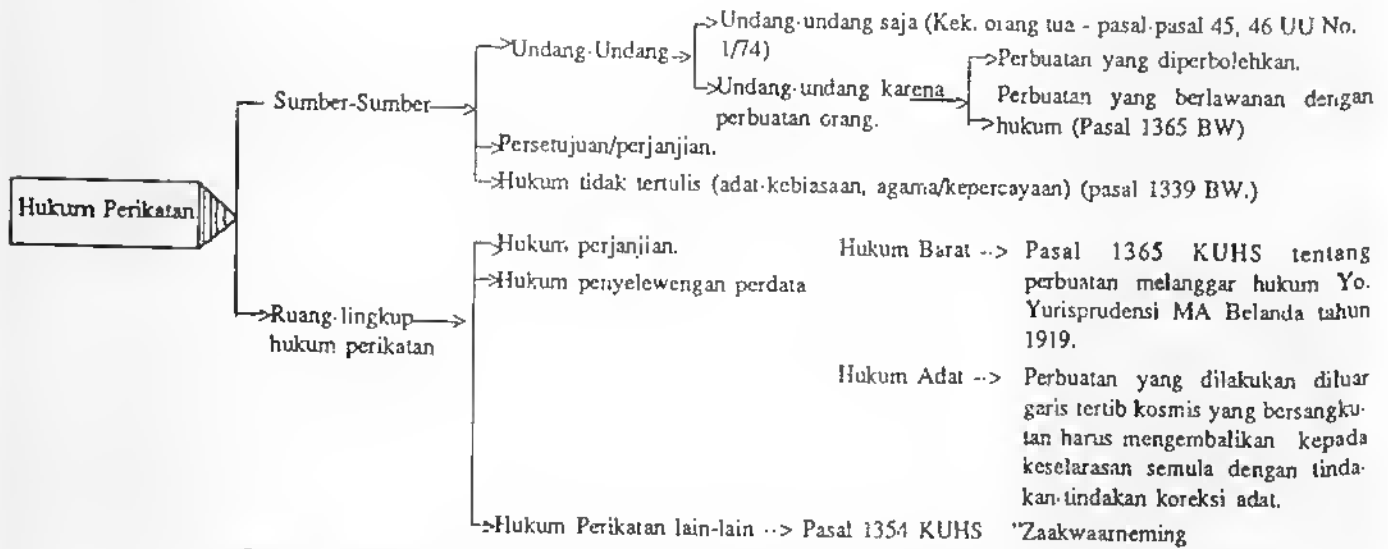 Undang-undang saja (Kek. orang tua - pasal-pasal 45, 46 UU No.
Undang-Undang
1/74)
Perbuatan yang diperbolehkan.
Undang-undang karena
perbuatan orang.
Perbuatan yang berlawanan dengan
hukum (Pasal 1365 BW)
Sumber-Sumber
Persetujuan/perjanjian.
Hukum tidak tertulis (adat-kebiasaan, agama/kepercayaan) (pasal 1339 BW.)
Hukum Perikatan
Ruang-lingkup
hukum perikatan
Hukum perjanjian.
Hukum penyelewengan perdata
Hukum Barat --> Pasal 1365 KUHS tentang
perbuatan melanggar hukum Yo.
Yurisprudensi MA Belanda tahun
1919.
Hukum Adat --> Perbuatan yang dilakukan diluar
garis tertib kosmis yang bersangku-
tan harus mengembalikan kepada
keselarasan semula dengan tinda-
kan-tindakan koreksi adat.
Hukum Perikatan lain-lain --> Pasal 1354 KUHS "Zaakwaarneming